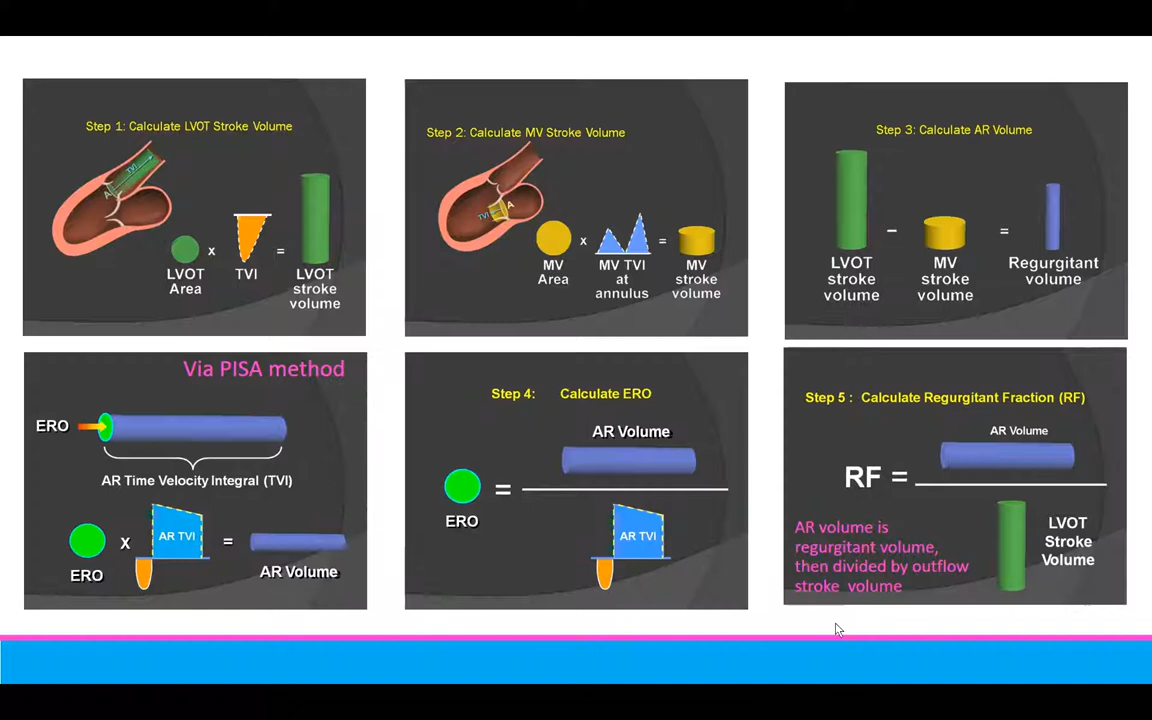 Step 1: Calculate LVOT Stroke Volume
TVI
A
LVOT
Area
x
TVI
=
LVOT
stroke
volume
Step 2: Calculate MV Stroke Volume
TVI
A
MV
Area
x
MV TVI
at
annulus
=
MV
stroke
volume
Step 3: Calculate AR Volume
LVOT
stroke
volume
–
MV
stroke
volume
=
Regurgitant
volume
Via PISA method
ERO
AR Time Velocity Integral (TVI)
ERO
x
AR TVI
=
AR Volume
Step 4: Calculate ERO
ERO
=
AR Volume
AR TVI
Step 5 : Calculate Regurgitant Fraction (RF)
AR Volume
RF =
LVOT
Stroke
Volume
AR volume is
regurgitant volume,
then divided by outflow
stroke volume